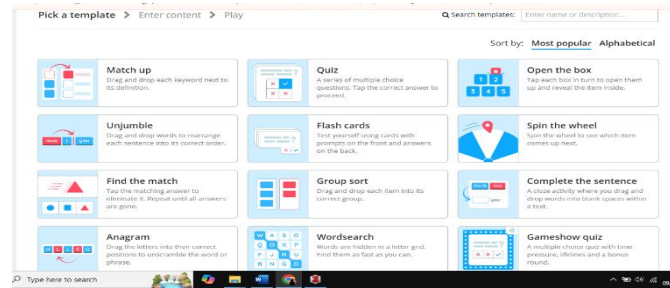 Pick a template > Enter content > Play
Search templates: Enter name or description...
Sort by: Most popular Alphabetical
Match up
Drag and drop each keyword next to
its definition.
Quiz
A series of multiple choice
questions. Tap the correct answer to
proceed.
Open the box
Tap each box in turn to open them
up and reveal the item inside.
1 2
3 4 5
Unjumble
Drag and drop words to rearrange
each sentence into its correct order.
Flash cards
Test yourself using cards with
prompts on the front and answers
on the back.
Spin the wheel
Spin the wheel to see which item
comes up next.
Find the match
Tap the matching answer to
eliminate it. Repeat until all answers
are gone.
Group sort
Drag and drop each item into its
correct group.
Complete the sentence
A cloze activity where you drag and
drop words into blank spaces within
a text.
Anagram
Drag the letters into their correct
positions to unscramble the word or
phrase.
Wordsearch
Words are hidden in a letter grid.
Find them as fast as you can.
Gameshow quiz
A multiple choice quiz with time
pressure, lifelines and a bonus
round.
Type here to search